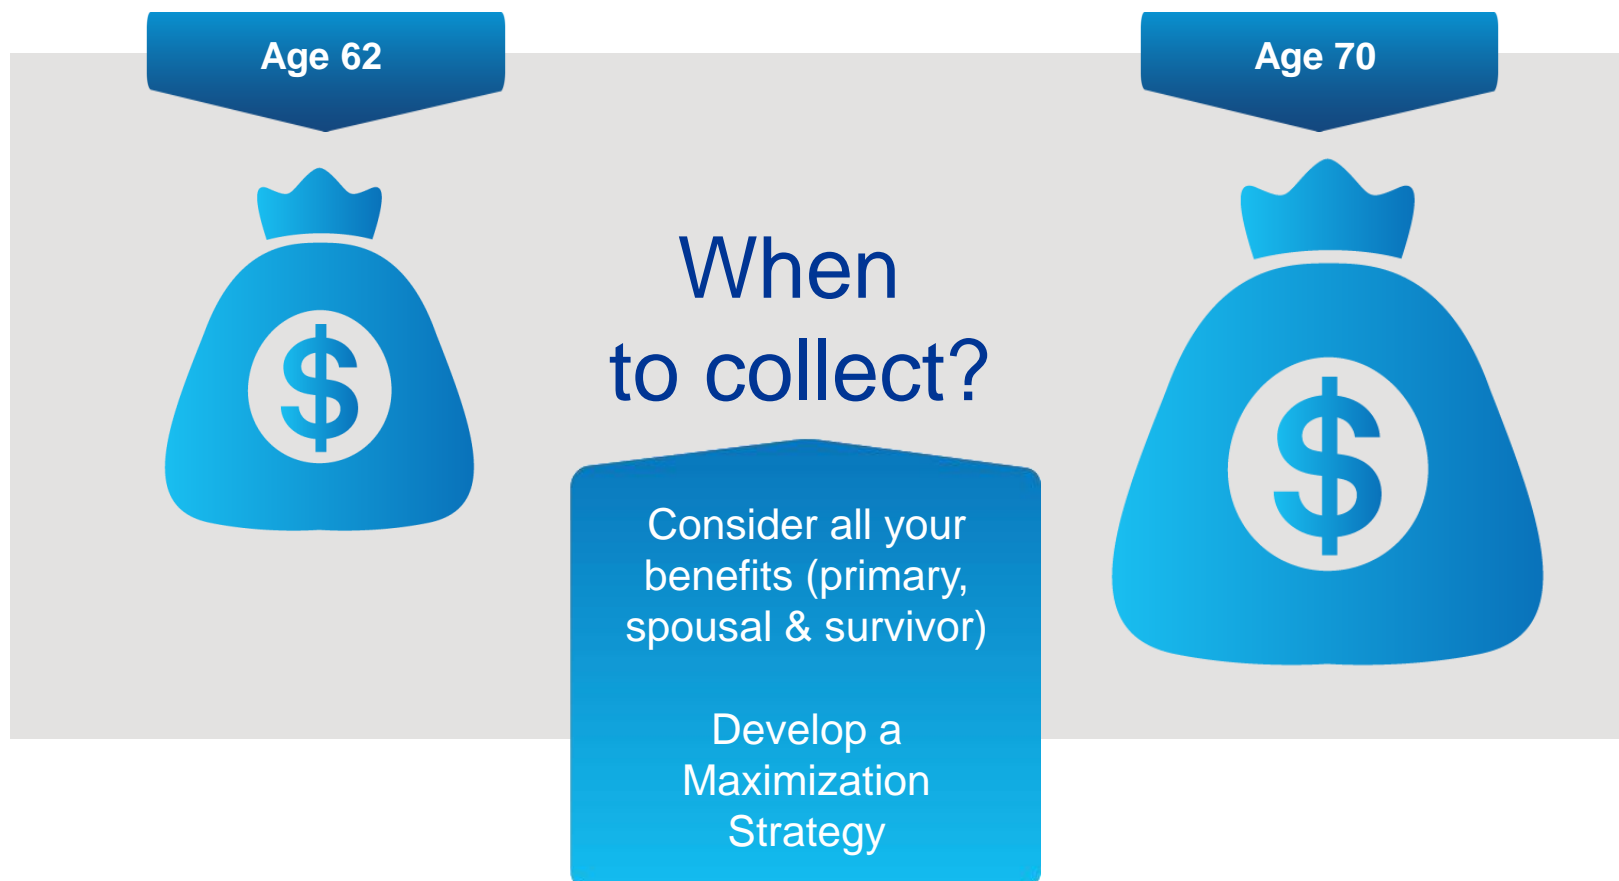 Age 62
Age 70
When
to collect?
Consider all your
benefits (primary,
spousal & survivor)
Develop a
Maximization
Strategy